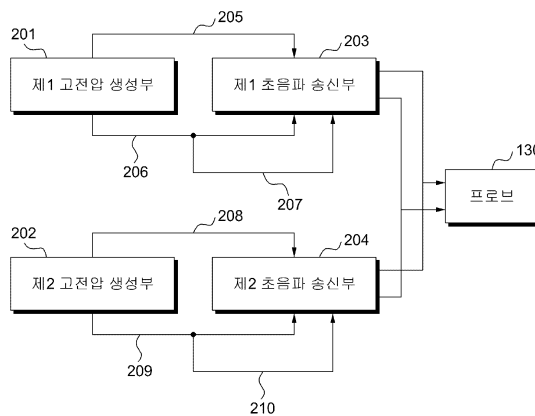 205
201
203
제1 고전압 생성부
제1 초음파 송신부
206
207
130
프로브
208
202
204
제2 고전압 생성부
제2 초음파 송신부
209
210